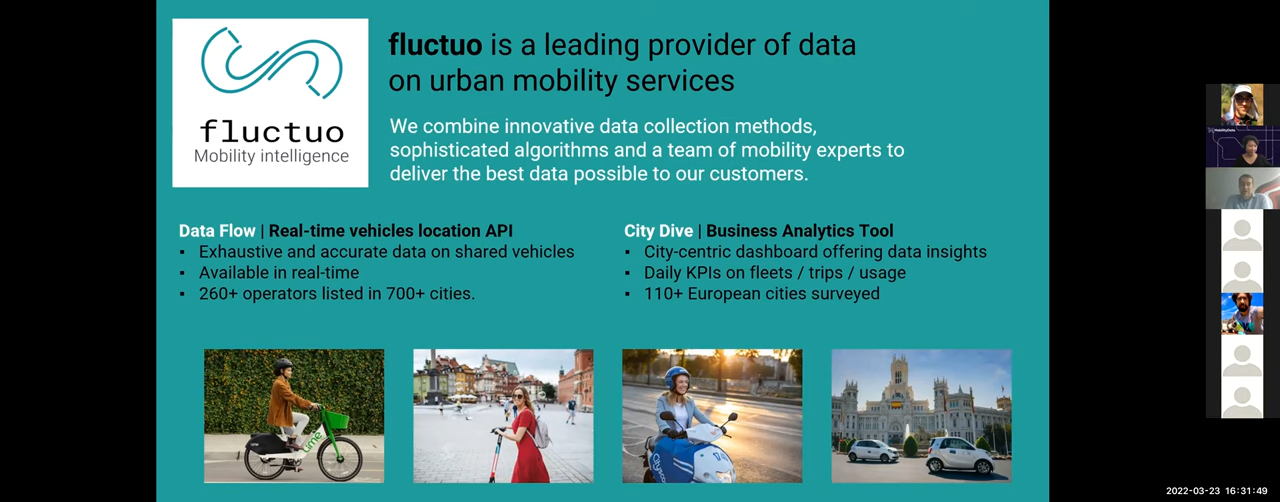 fluctuo
Mobility intelligence
fluctuo is a leading provider of data
on urban mobility services
We combine innovative data collection methods,
sophisticated algorithms and a team of mobility experts to
deliver the best data possible to our customers.
Data Flow | Real-time vehicles location API
▪ Exhaustive and accurate data on shared vehicles
▪ Available in real-time
▪ 260+ operators listed in 700+ cities.
City Dive | Business Analytics Tool
▪ City-centric dashboard offering data insights
▪ Daily KPIs on fleets / trips / usage
▪ 110+ European cities surveyed
lime
MobilityData
2022-03-23 16:31:49